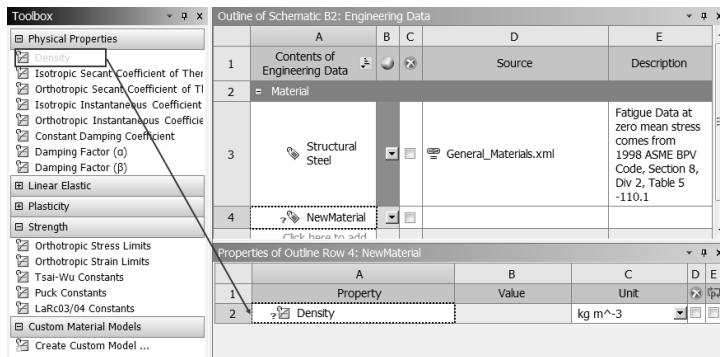 Toolbox
Physical Properties
Density
Isotropic Secant Coefficient of Ther
Orthotropic Secant Coefficient of Tl
Isotropic Instantaneous Coefficient
Orthotropic Instantaneous Coefficie
Constant Damping Coefficient
Damping Factor (α)
Damping Factor (β)
Linear Elastic
Plasticity
Strength
Orthotropic Stress Limits
Orthotropic Strain Limits
Tsai-Wu Constants
Puck Constants
LaRc03/04 Constants
Custom Material Models
Create Custom Model ...
Outline of Schematic B2: Engineering Data
A B C D E
1 Contents of Engineering Data Source Description
2 Material
3 Structural Steel General_Materials.xml Fatigue Data at
zero mean stress
comes from
1998 ASME BPV
Code, Section 8,
Div 2, Table 5
-110.1
4 ? NewMaterial
Click here to add
Properties of Outline Row 4: NewMaterial
A B C D E
1 Property Value Unit
2 ? Density kg m^-3